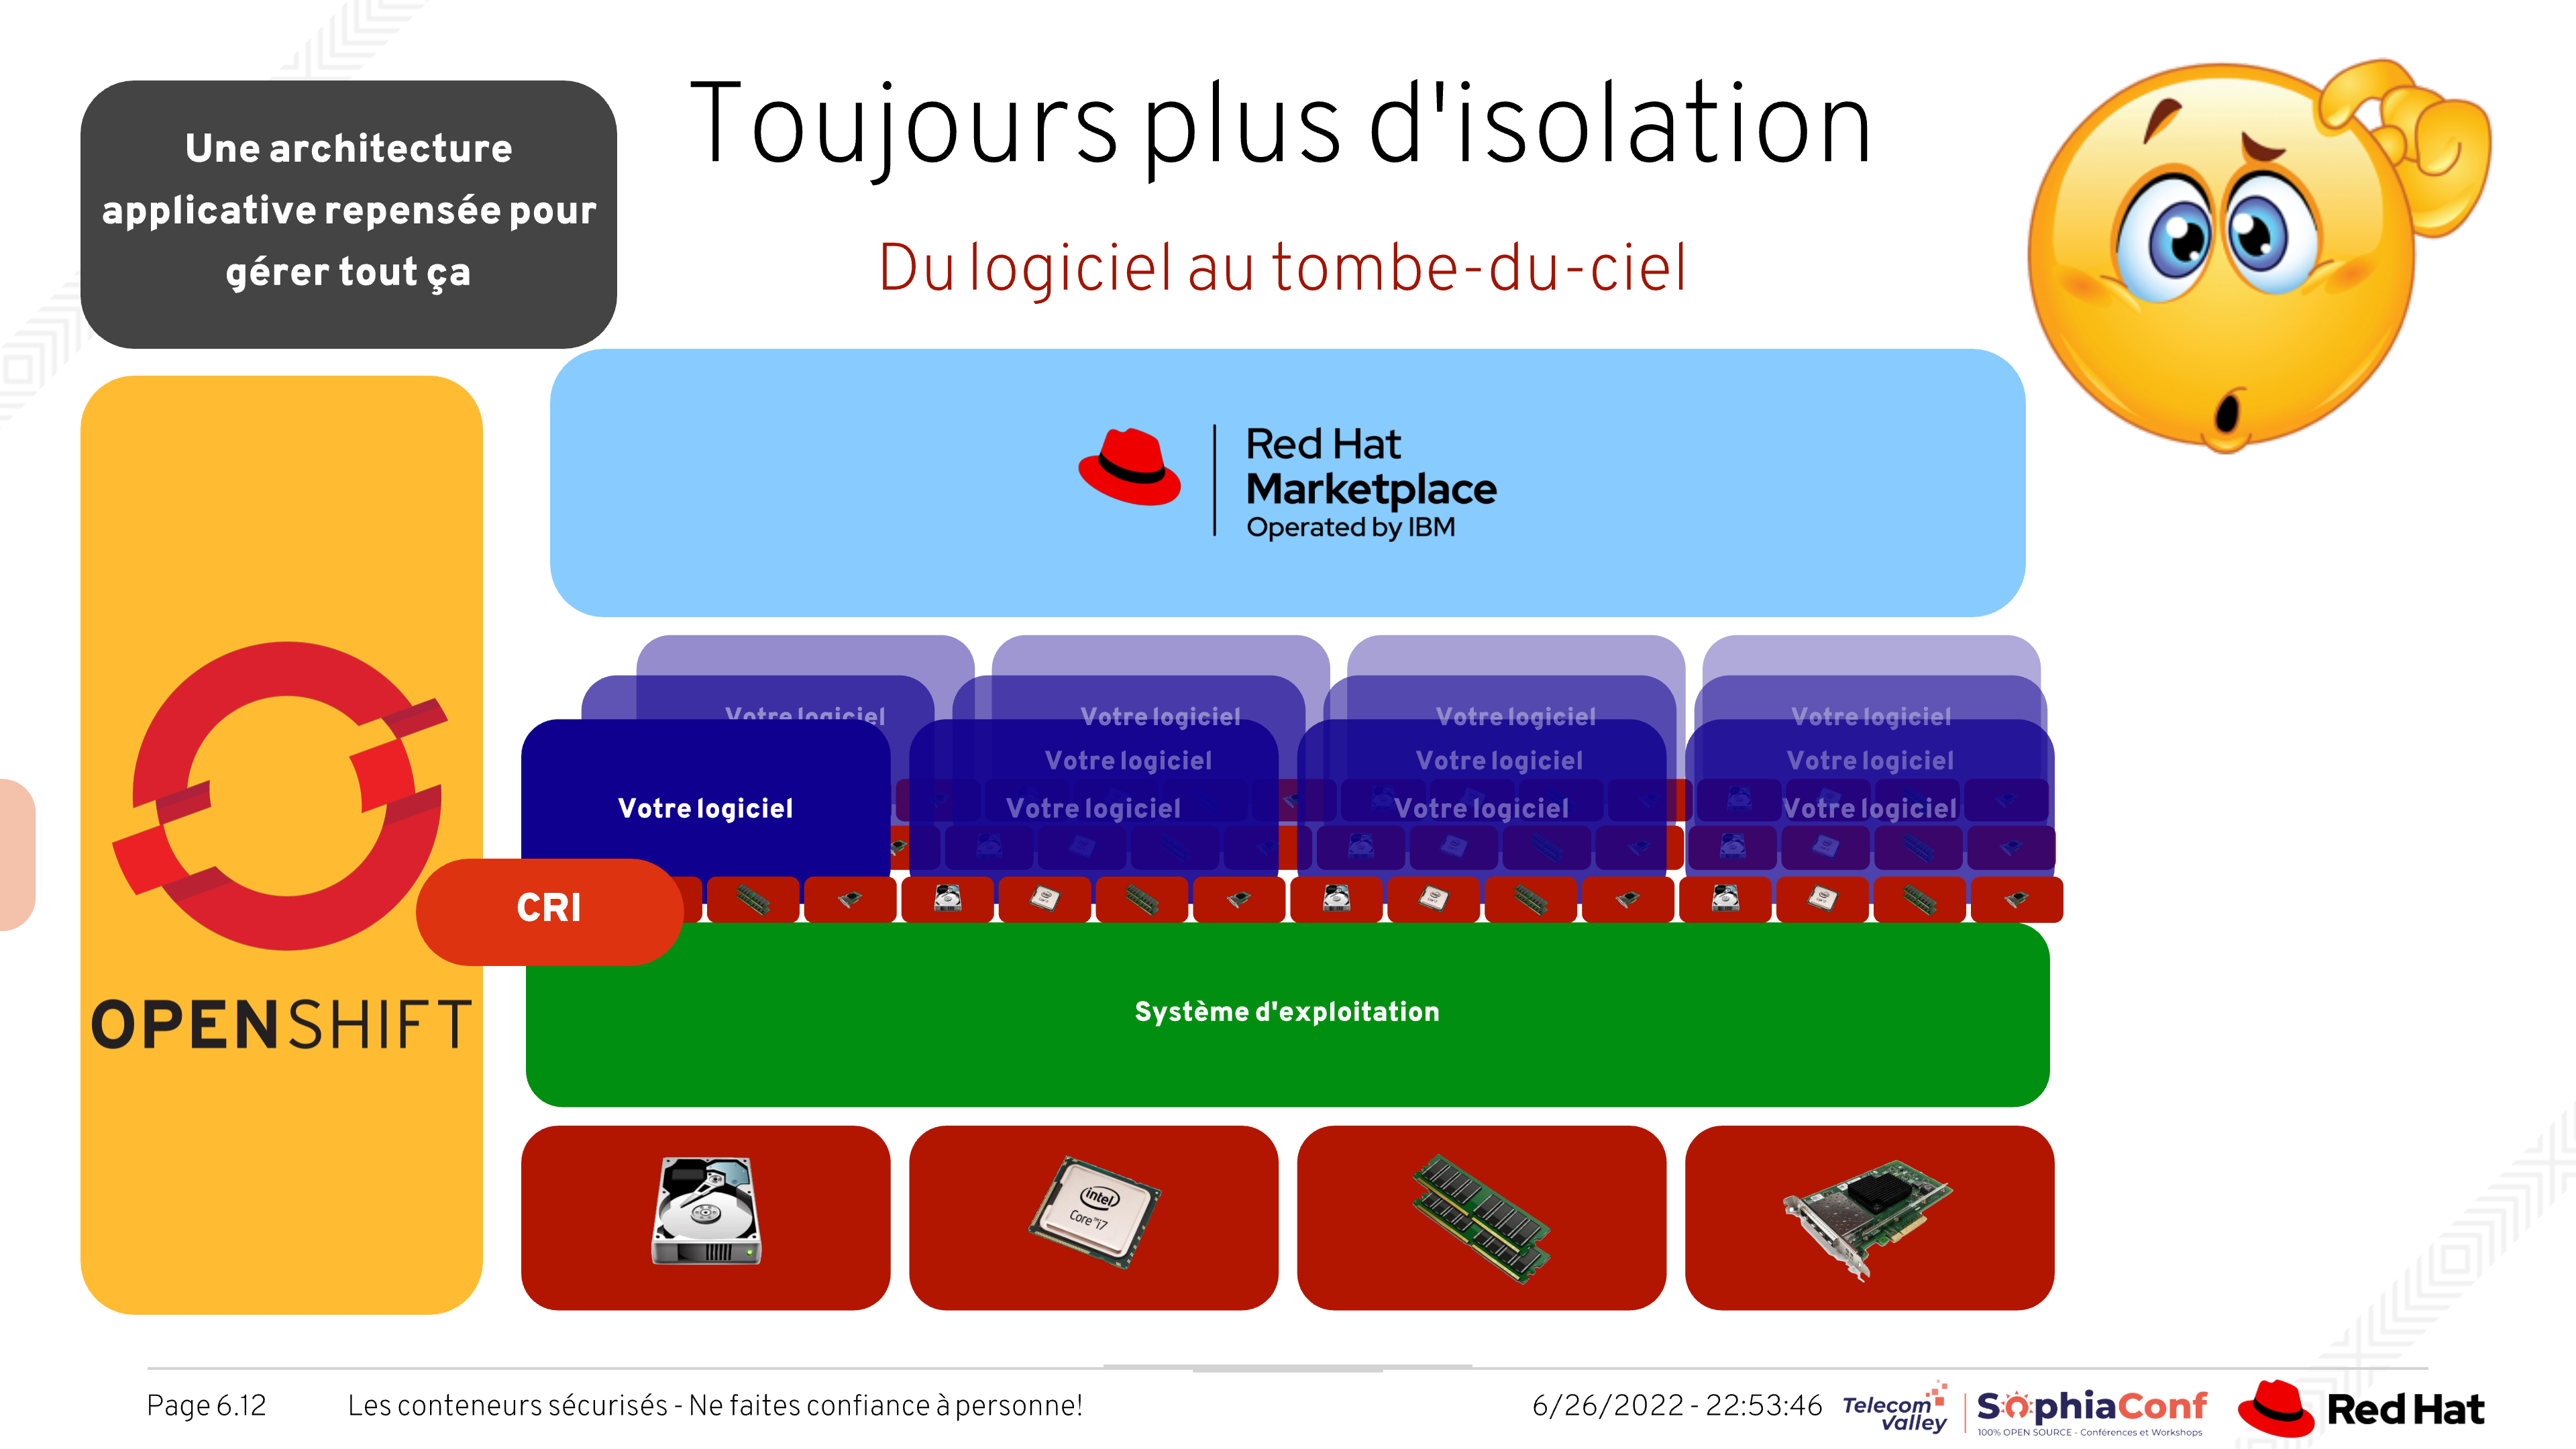 Toujours plus d'isolation
Du logiciel au tombe-du-ciel
Une architecture
applicative repensée pour
gérer tout ça
Red Hat
Marketplace
Operated by IBM
OPENSHIFT
CRI
Votre logiciel
Votre logiciel
Votre logiciel
Votre logiciel
Votre logiciel
Votre logiciel
Votre logiciel
Votre logiciel
Votre logiciel
Votre logiciel
Votre logiciel
Système d'exploitation
intel
Core i7
Page 6.12
Les conteneurs sécurisés - Ne faites confiance à personne!
6/26/2022 - 22:53:46
Telecom
Valley
SophiaConf
100% OPEN SOURCE - Conférences et Workshops
Red Hat